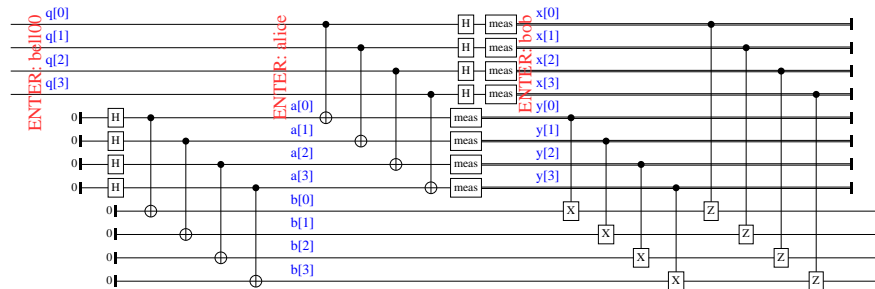 q[0] x[0]
H meas
q[1] x[1]
H meas
q[2] x[2]
H meas
q[3] x[3]
H meas
ENTER: bell00
ENTER: alice
ENTER: bob
a[0] y[0]
0 H meas
a[1] y[1]
0 H meas
a[2] y[2]
0 H meas
a[3] y[3]
0 H meas
b[0]
0 X Z
b[1]
0 X Z
b[2]
0 X Z
b[3]
0 X Z